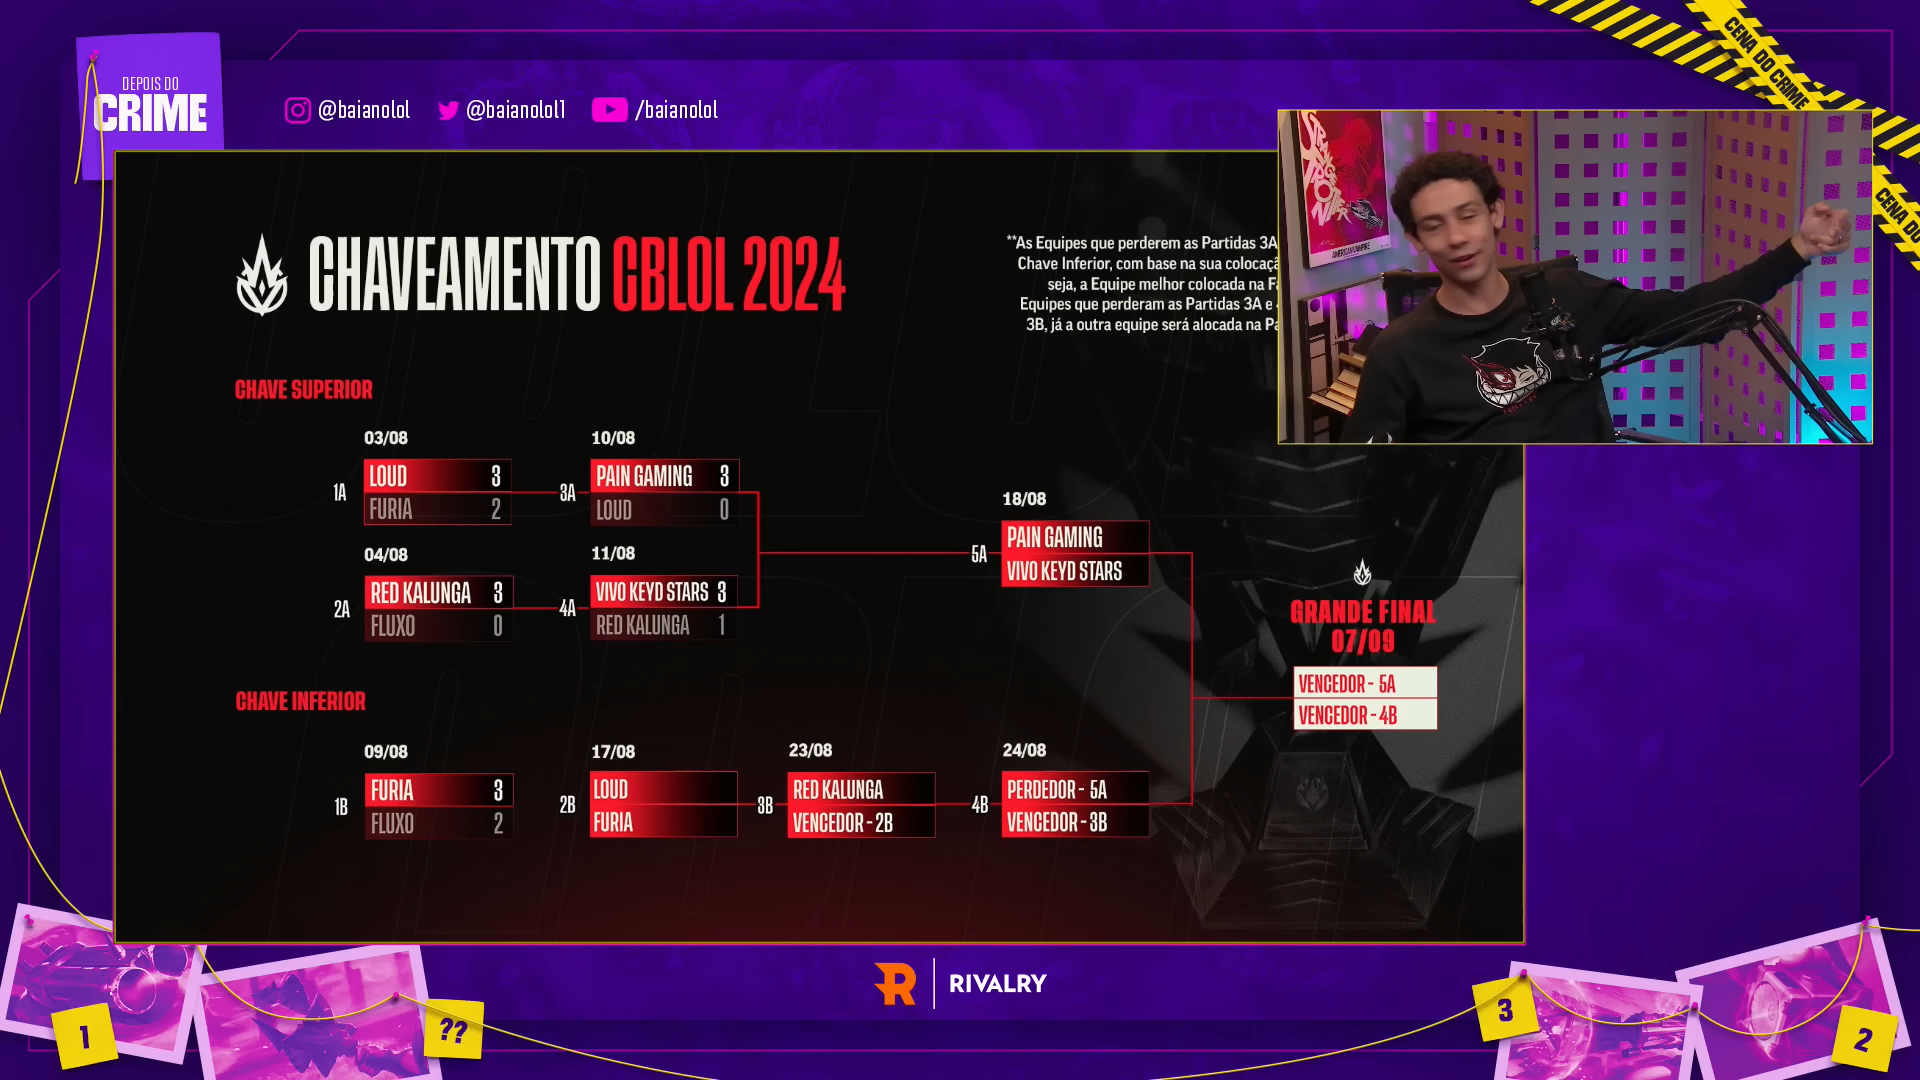 DEPOIS DO
CRIME
@baianolol
@baianolol1
/baianolol
CENA DO CRIME
CENA DO
CHAVEAMENTO CBLOL 2024
**As Equipes que perderem as Partidas 3A
Chave Inferior, com base na sua
seja, a Equipe melhor colocada na
Equipes que perderam as Partidas 3A e
3B, já a outra equipe será alocada na
AMERICAN VAMPIRE
CHAVE SUPERIOR
03/08
1A
LOUD 3
FURIA 2
10/08
3A
PAIN GAMING 3
LOUD 0
04/08
2A
RED KALUNGA 3
FLUXO 0
11/08
4A
VIVO KEYD STARS 3
RED KALUNGA 1
18/08
5A
PAIN GAMING
VIVO KEYD STARS
GRANDE FINAL
07/09
VENCEDOR - 5A
VENCEDOR - 4B
CHAVE INFERIOR
09/08
1B
FURIA 3
FLUXO 2
17/08
2B
LOUD
FURIA
23/08
3B
RED KALUNGA
VENCEDOR - 2B
24/08
4B
PERDEDOR - 5A
VENCEDOR - 3B
R RIVALRY
1
??
3
2